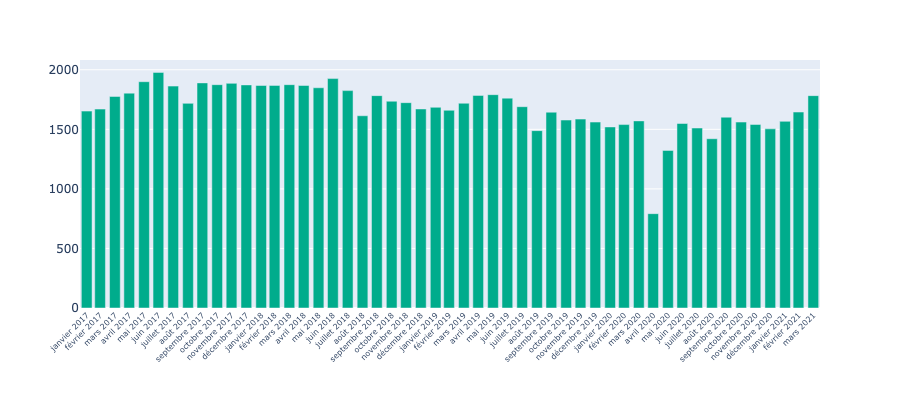 2000
1500
1000
500
0
janvier 2017
février 2017
mars 2017
avril 2017
mai 2017
juin 2017
juillet 2017
août 2017
septembre 2017
octobre 2017
novembre 2017
décembre 2017
janvier 2018
février 2018
mars 2018
avril 2018
mai 2018
juin 2018
juillet 2018
août 2018
septembre 2018
octobre 2018
novembre 2018
décembre 2018
janvier 2019
février 2019
mars 2019
avril 2019
mai 2019
juin 2019
juillet 2019
août 2019
septembre 2019
octobre 2019
novembre 2019
décembre 2019
janvier 2020
février 2020
mars 2020
avril 2020
mai 2020
juin 2020
juillet 2020
août 2020
septembre 2020
octobre 2020
novembre 2020
décembre 2020
janvier 2021
février 2021
mars 2021